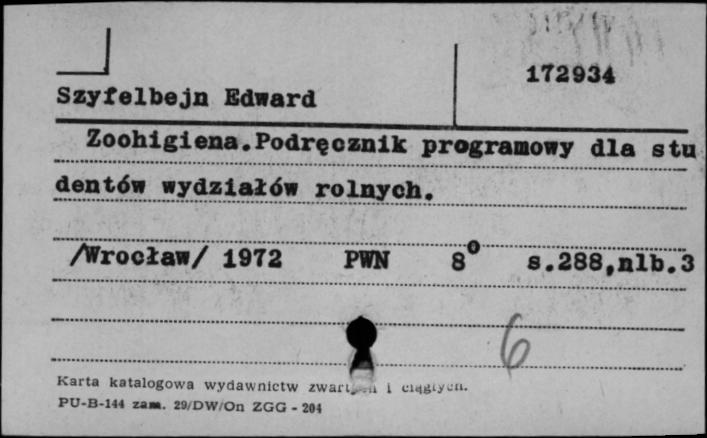 172934
Szyfelbejn Edward
Zoohigiena.Podręcznik programowy dla stu
dentów wydziałów rolnych.
/Wrocław/ 1972 PWN 8° s.288,nlb.3
6
Karta katalogowa wydawnictw i ciągłych.
PU-B-144 zam. 29/DW/On ZGG - 204